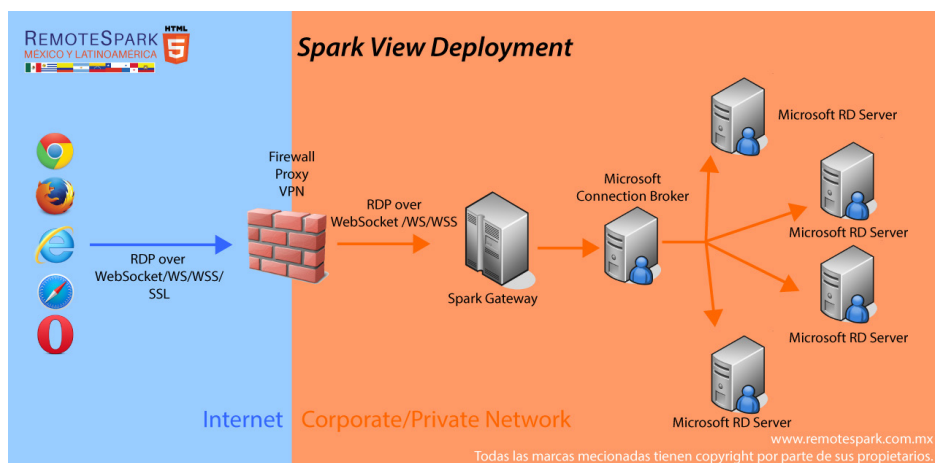 REMOTESPARK
MEXICO Y LATINOAMÉRICA
HTML
5
Spark View Deployment
Firewall
Proxy
VPN
RDP over
WebSocket/WS/WSS/
SSL
RDP over
WebSocket /WS/WSS
Spark Gateway
Microsoft
Connection Broker
Microsoft RD Server
Microsoft RD Server
Microsoft RD Server
Microsoft RD Server
Internet
Corporate/Private Network
www.remotespark.com.mx
Todas las marcas mecionadas tienen copyright por parte de sus propietarios.